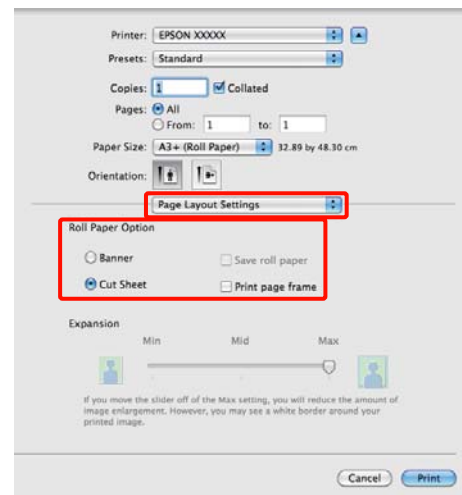 Printer: EPSON XXXXX
Presets: Standard
Copies: 1 Collated
Pages: All
From: 1 to: 1
Paper Size: A3+ (Roll Paper) 32.89 by 48.30 cm
Orientation:
Page Layout Settings
Roll Paper Option
Banner Save roll paper
Cut Sheet Print page frame
Expansion
Min Mid Max
If you move the slider off of the Max setting, you will reduce the amount of
image enlargement. However, you may see a white border around your
printed image.
Cancel Print